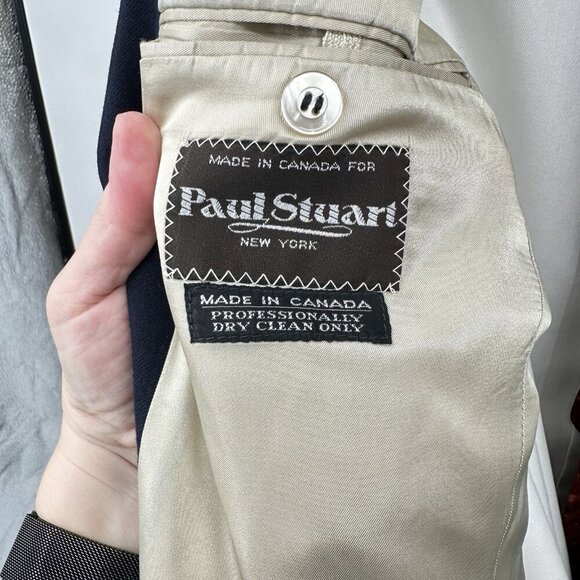 MADE IN CANADA FOR
Paul Stuart
NEW YORK
MADE IN CANADA
PROFESSIONALLY
DRY CLEAN ONLY